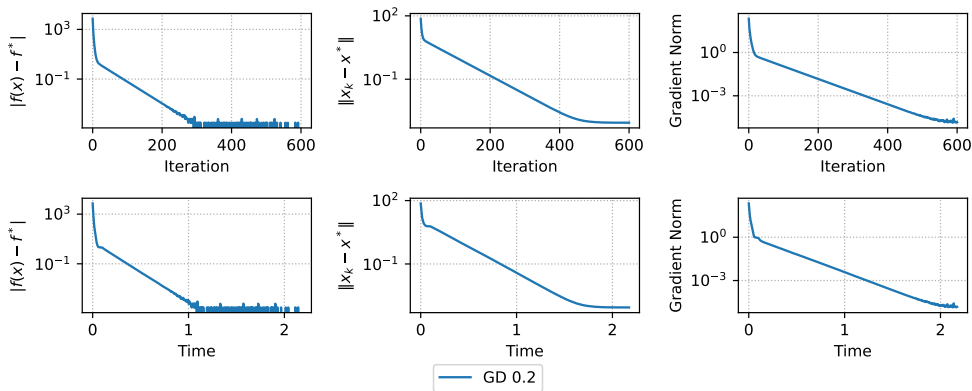 |f(x) − f*|
10³
10⁻¹
0 200 400 600
Iteration
‖x_k − x*‖
10²
10⁻¹
0 200 400 600
Iteration
Gradient Norm
10⁰
10⁻³
0 200 400 600
Iteration
|f(x) − f*|
10³
10⁻¹
0 1 2
Time
‖x_k − x*‖
10²
10⁻¹
0 1 2
Time
Gradient Norm
10⁰
10⁻³
0 1 2
Time
GD 0.2